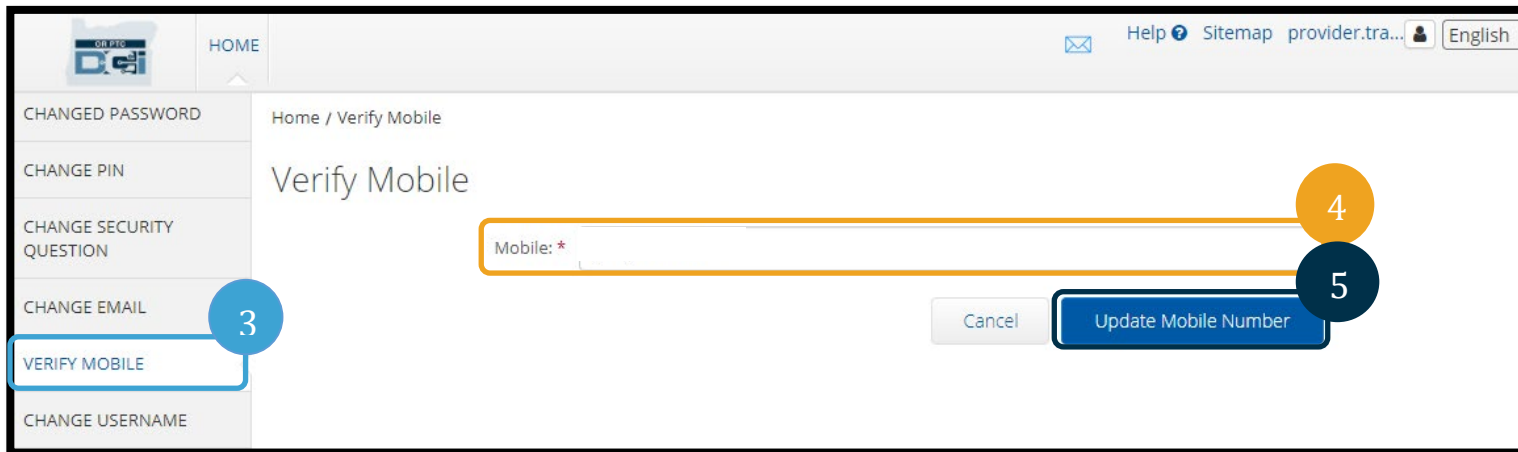 OR PTC
DCI
HOME
Help ? Sitemap provider.tra... English
CHANGED PASSWORD
CHANGE PIN
CHANGE SECURITY
QUESTION
CHANGE EMAIL
3
VERIFY MOBILE
CHANGE USERNAME
Home / Verify Mobile
Verify Mobile
4
Mobile: *
5
Cancel Update Mobile Number